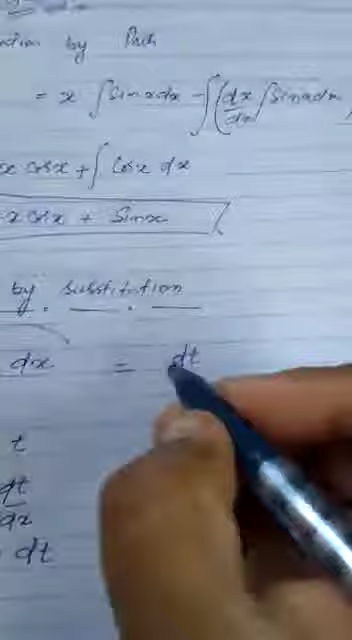 by Path
= x ∫ Sin x dx - ∫ (dx/dx ∫ Sin x dx
x cos x + ∫ Cos x dx
x Cos x + Sin x
by substitution
dx = dt
t
dt
dx
dt